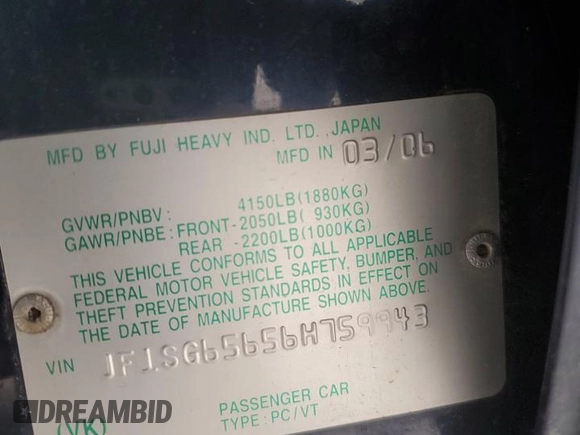 MFD BY FUJI HEAVY IND. LTD., JAPAN
MFD IN 03/06
GVWR/PNBV : 4150LB(1880KG)
GAWR/PNBE : FRONT-2050LB( 930KG)
REAR -2200LB(1000KG)
THIS VEHICLE CONFORMS TO ALL APPLICABLE
FEDERAL MOTOR VEHICLE SAFETY, BUMPER, AND
THEFT PREVENTION STANDARDS IN EFFECT ON
THE DATE OF MANUFACTURE SHOWN ABOVE.
VIN JF1SG65656H759943
PASSENGER CAR
(VK) TYPE : PC/VT
DREAMBID